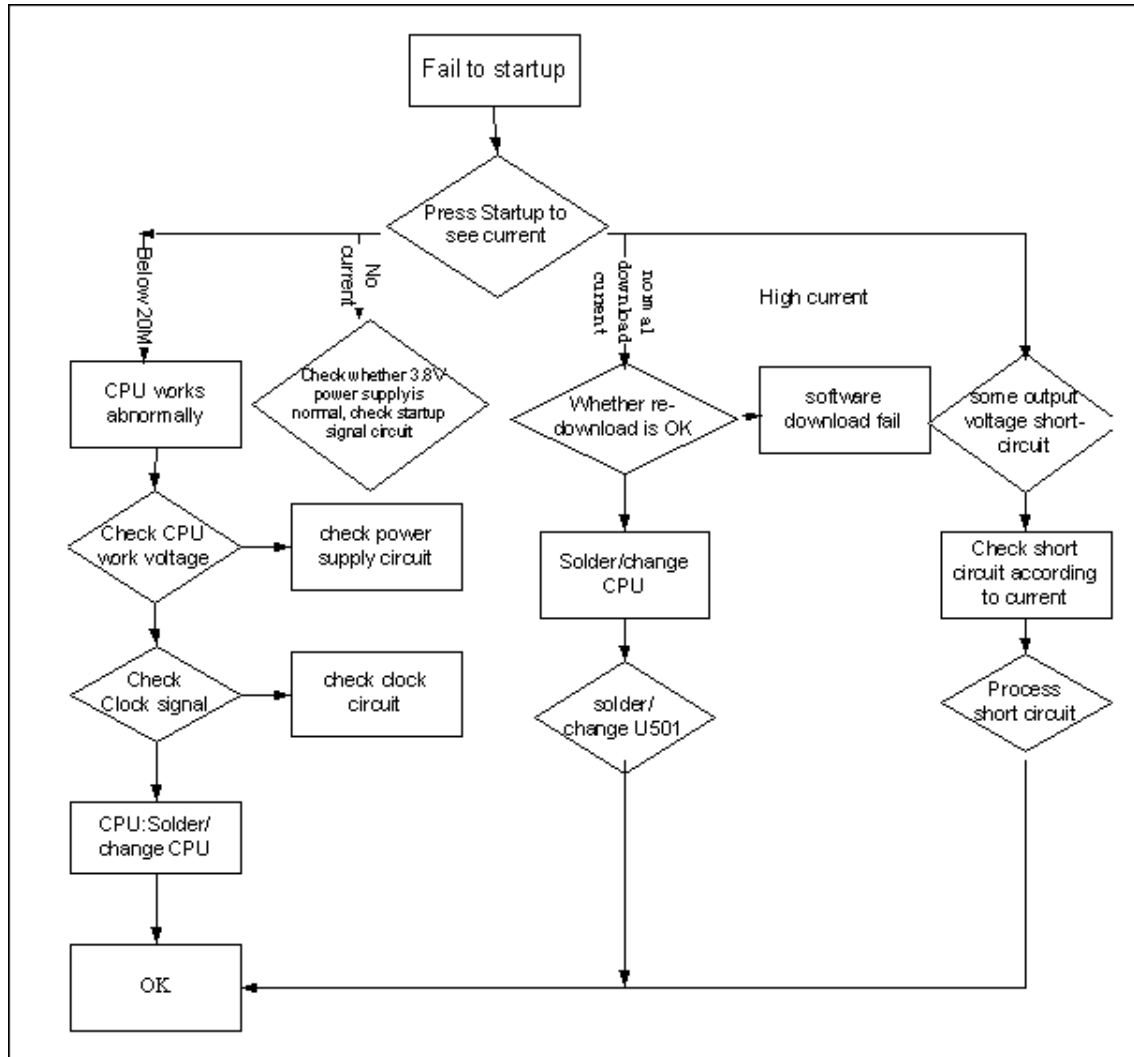 Fail to startup
Press Startup to
see current
Below 20M
No
current
nomal
download
current
High current
CPU works
abnormally
Check whether 3.8V
power supply is
normal, check startup
signal circuit
Whether re-
download is OK
software
download fail
some output
voltage short-
circuit
Check CPU
work voltage
check power
supply circuit
Solder/change
CPU
Check short
circuit according
to current
Check
Clock signal
check clock
circuit
solder/
change U501
Process
short circuit
CPU:Solder/
change CPU
OK